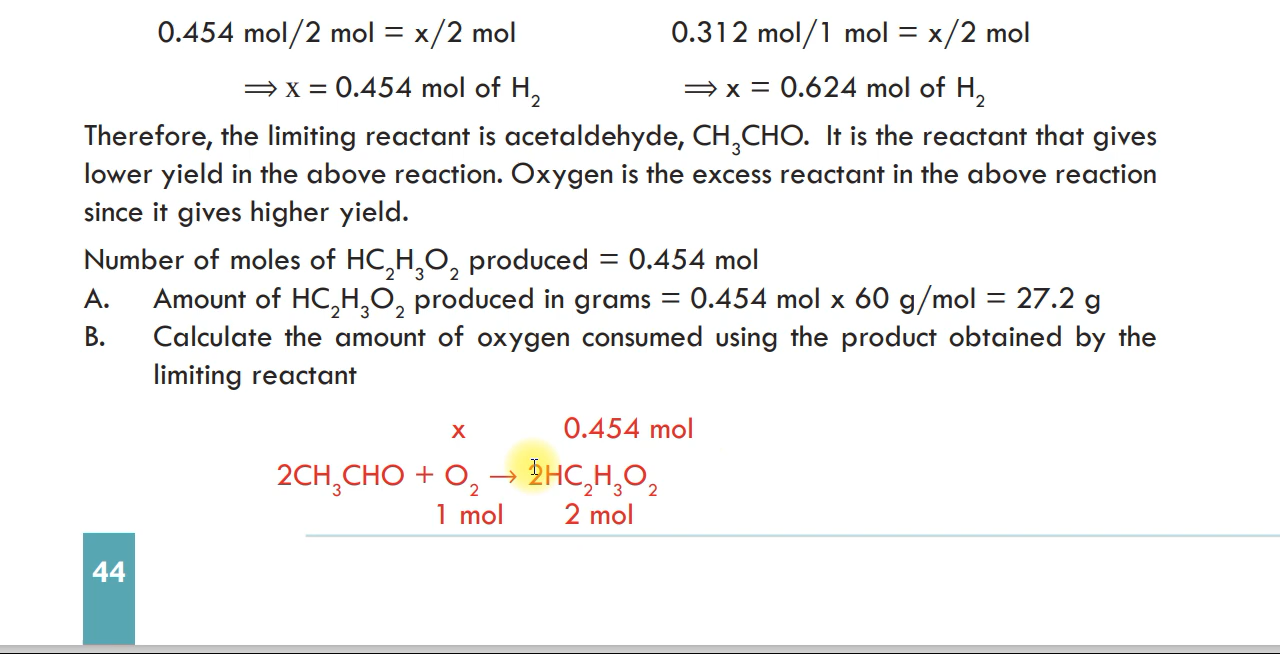 0.454 mol/2 mol = x/2 mol 0.312 mol/1 mol = x/2 mol
⟹ x = 0.454 mol of H₂ ⟹ x = 0.624 mol of H₂
Therefore, the limiting reactant is acetaldehyde, CH₃CHO. It is the reactant that gives
lower yield in the above reaction. Oxygen is the excess reactant in the above reaction
since it gives higher yield.
Number of moles of HC₂H₃O₂ produced = 0.454 mol
A. Amount of HC₂H₃O₂ produced in grams = 0.454 mol x 60 g/mol = 27.2 g
B. Calculate the amount of oxygen consumed using the product obtained by the
limiting reactant
x 0.454 mol
2CH₃CHO + O₂ → 2HC₂H₃O₂
1 mol 2 mol
44